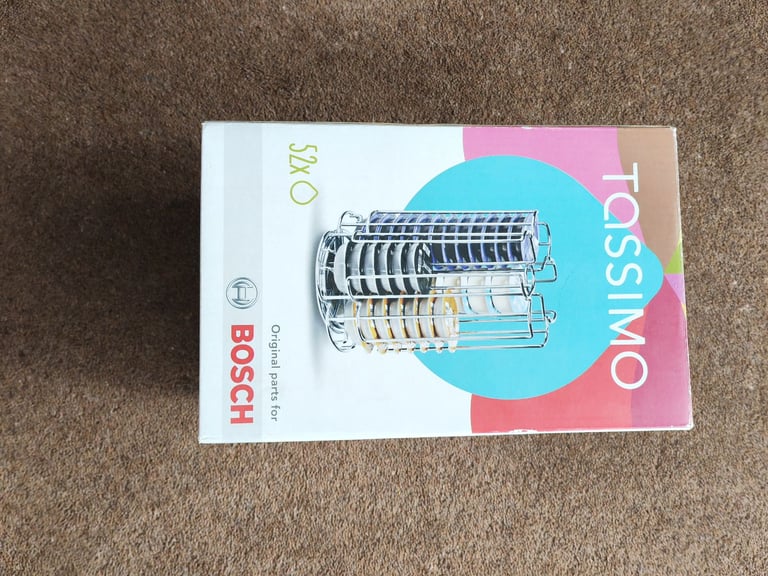 TASSIMO
52x
Original parts for
BOSCH